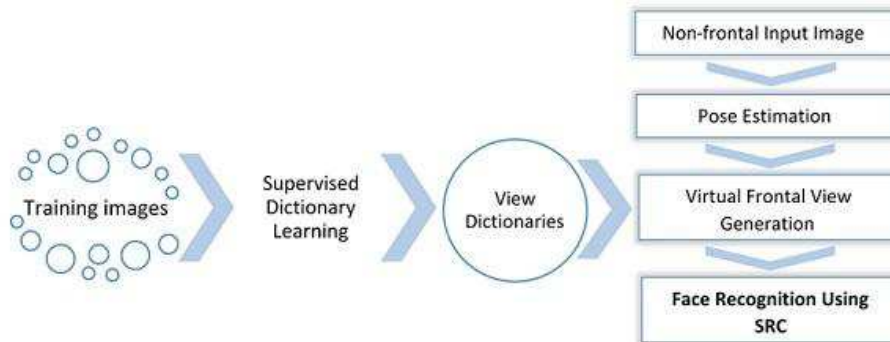 Training images
Supervised
Dictionary
Learning
View
Dictionaries
Non-frontal Input Image
Pose Estimation
Virtual Frontal View
Generation
Face Recognition Using
SRC